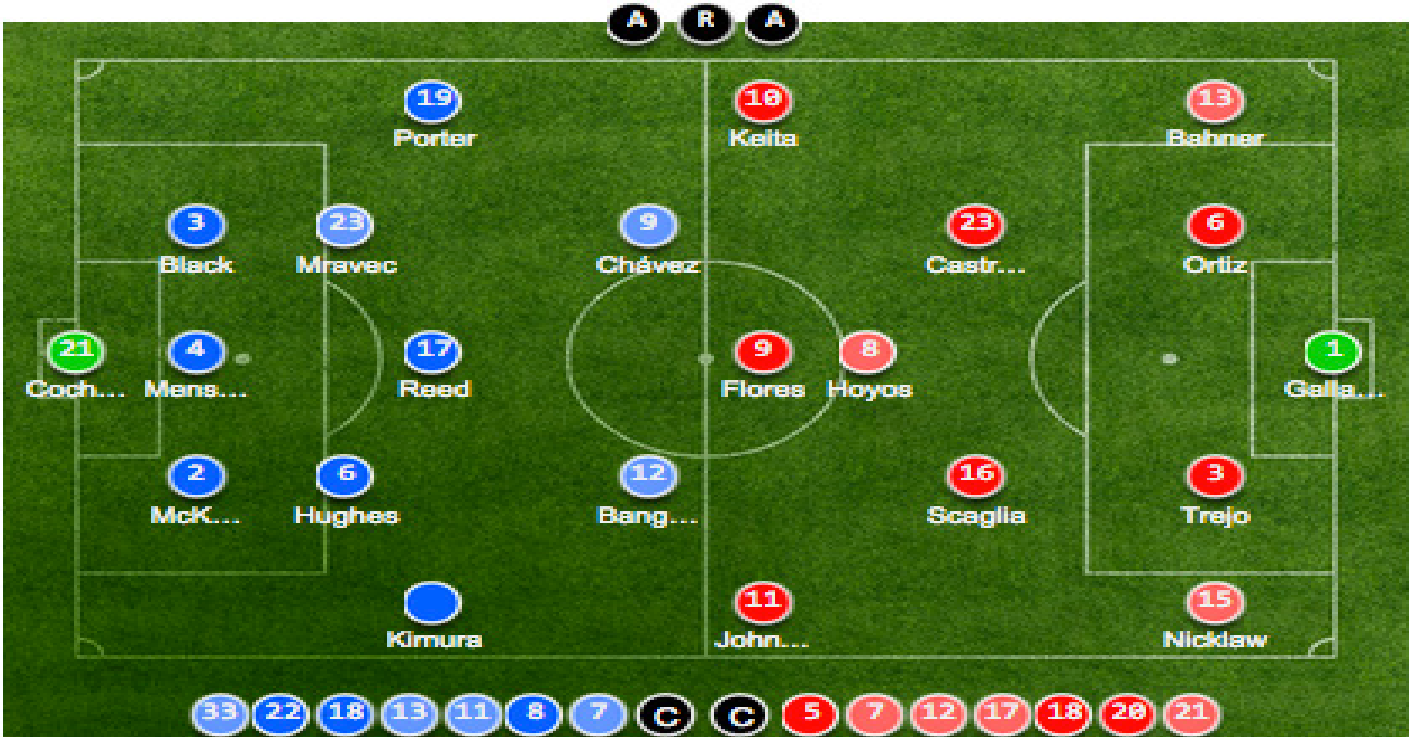 A R A
19 10 13
Porter Keita Bahner
3 23 9 23 6
Black Mravec Chávez Castr... Ortiz
21 4 17 9 8 1
Coch... Mens... Reed Flores Hoyos Galla...
2 6 12 16 3
McK... Hughes Bang... Scaglia Trejo
11 15
Kimura John... Nicklaw
33 22 18 13 11 8 7 C C 5 7 12 17 18 20 21